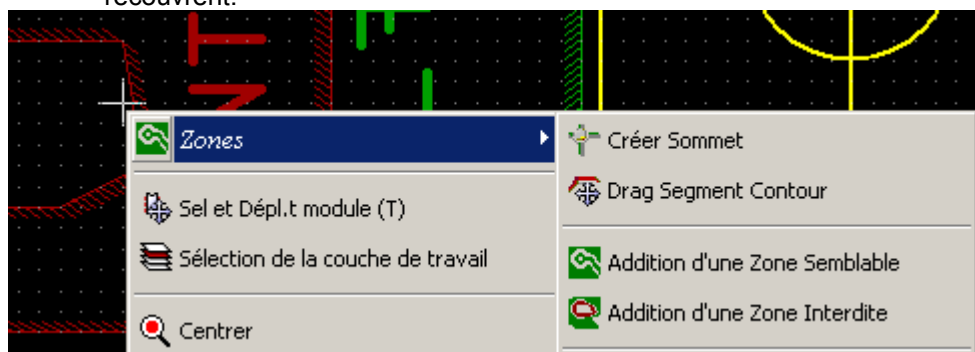 recouvrent.
Zones
Créer Sommet
Drag Segment Contour
Sel et Dépl.t module (T)
Sélection de la couche de travail
Addition d'une Zone Semblable
Addition d'une Zone Interdite
Centrer